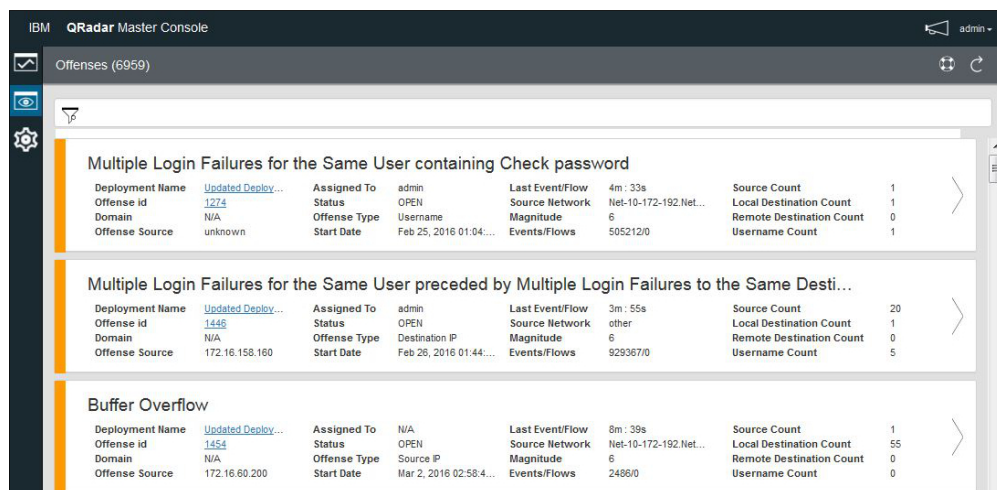 IBM QRadar Master Console admin
Offenses (6959)
Multiple Login Failures for the Same User containing Check password
Deployment Name Updated Deploy... Assigned To admin Last Event/Flow 4m : 33s Source Count 1
Offense id 1274 Status OPEN Source Network Net-10-172-192.Net... Local Destination Count 1
Domain N/A Offense Type Username Magnitude 6 Remote Destination Count 0
Offense Source unknown Start Date Feb 25, 2016 01:04:... Events/Flows 505212/0 Username Count 1
Multiple Login Failures for the Same User preceded by Multiple Login Failures to the Same Desti...
Deployment Name Updated Deploy... Assigned To admin Last Event/Flow 3m : 55s Source Count 20
Offense id 1446 Status OPEN Source Network other Local Destination Count 1
Domain N/A Offense Type Destination IP Magnitude 6 Remote Destination Count 0
Offense Source 172.16.158.160 Start Date Feb 26, 2016 01:44:... Events/Flows 929367/0 Username Count 5
Buffer Overflow
Deployment Name Updated Deploy... Assigned To N/A Last Event/Flow 8m : 39s Source Count 1
Offense id 1454 Status OPEN Source Network Net-10-172-192.Net... Local Destination Count 55
Domain N/A Offense Type Source IP Magnitude 6 Remote Destination Count 0
Offense Source 172.16.60.200 Start Date Mar 2, 2016 02:58:4... Events/Flows 2486/0 Username Count 0